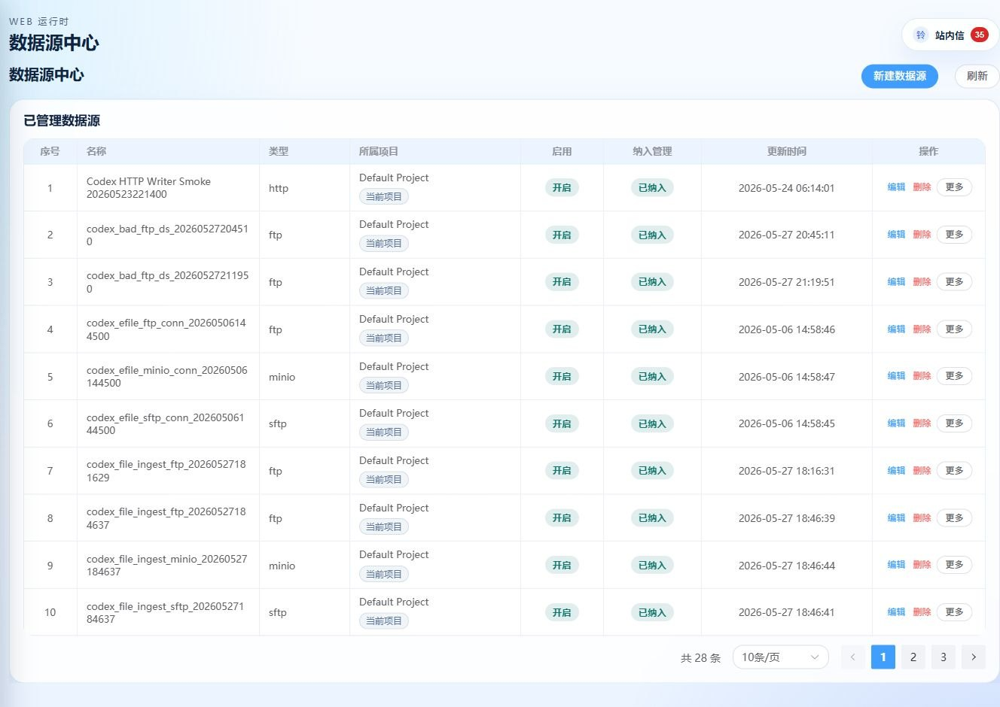 WEB 运行时
数据源中心
铃 站内信 35
数据源中心
新建数据源 刷新
已管理数据源
序号 名称 类型 所属项目 启用 纳入管理 更新时间 操作
1 Codex HTTP Writer Smoke
20260523221400 http Default Project
当前项目 开启 已纳入 2026-05-24 06:14:01 编辑 删除 更多
2 codex_bad_ftp_ds_2026052720451
0 ftp Default Project
当前项目 开启 已纳入 2026-05-27 20:45:11 编辑 删除 更多
3 codex_bad_ftp_ds_2026052721195
0 ftp Default Project
当前项目 开启 已纳入 2026-05-27 21:19:51 编辑 删除 更多
4 codex_efile_ftp_conn_2026050614
4500 ftp Default Project
当前项目 开启 已纳入 2026-05-06 14:58:46 编辑 删除 更多
5 codex_efile_minio_conn_20260506
144500 minio Default Project
当前项目 开启 已纳入 2026-05-06 14:58:47 编辑 删除 更多
6 codex_efile_sftp_conn_202605061
44500 sftp Default Project
当前项目 开启 已纳入 2026-05-06 14:58:45 编辑 删除 更多
7 codex_file_ingest_ftp_2026052718
1629 ftp Default Project
当前项目 开启 已纳入 2026-05-27 18:16:31 编辑 删除 更多
8 codex_file_ingest_ftp_2026052718
4637 ftp Default Project
当前项目 开启 已纳入 2026-05-27 18:46:39 编辑 删除 更多
9 codex_file_ingest_minio_20260527
184637 minio Default Project
当前项目 开启 已纳入 2026-05-27 18:46:44 编辑 删除 更多
10 codex_file_ingest_sftp_202605271
84637 sftp Default Project
当前项目 开启 已纳入 2026-05-27 18:46:41 编辑 删除 更多
共 28 条 10条/页 1 2 3